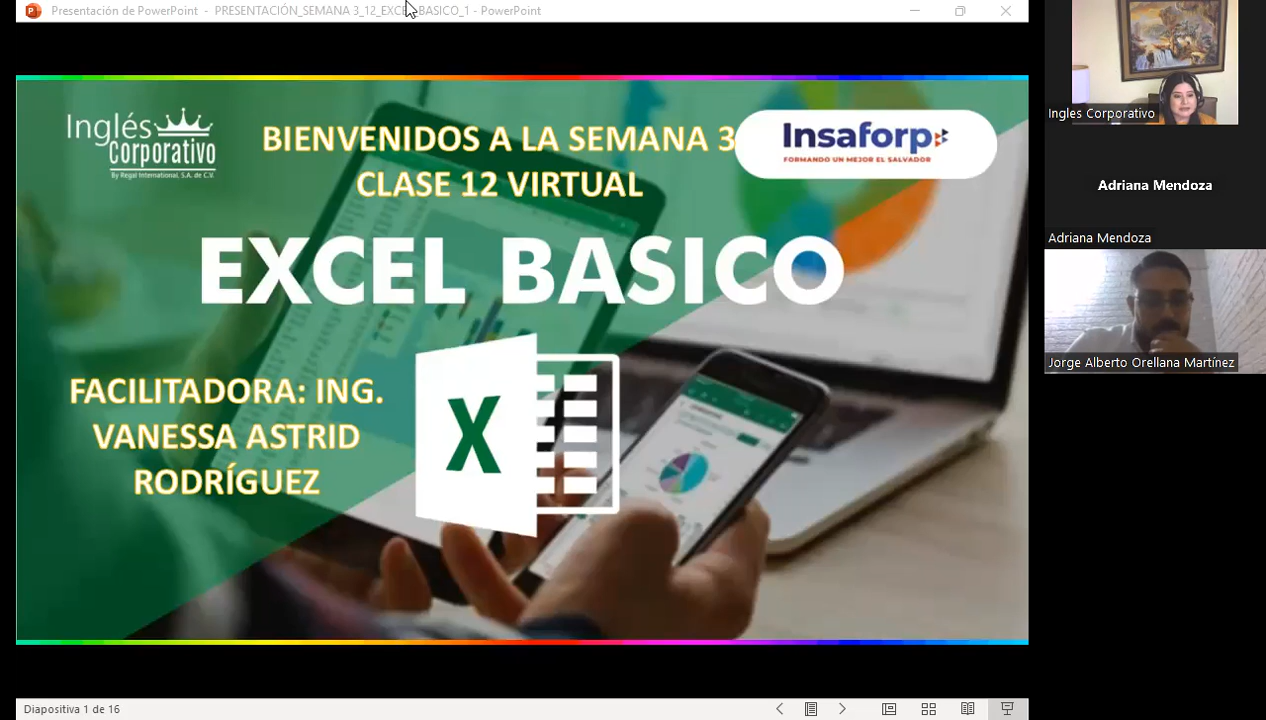 Presentación de PowerPoint - PRESENTACIÓN_SEMANA 3_12_EXCEL_BASICO_1 - PowerPoint
Inglés
Corporativo
By Regal International, S.A. de C.V.
BIENVENIDOS A LA SEMANA 3
CLASE 12 VIRTUAL
Insaforp
FORMANDO UN MEJOR EL SALVADOR
EXCEL BASICO
FACILITADORA: ING.
VANESSA ASTRID
RODRÍGUEZ
X
Diapositiva 1 de 16
Ingles Corporativo
Adriana Mendoza
Adriana Mendoza
Jorge Alberto Orellana Martínez